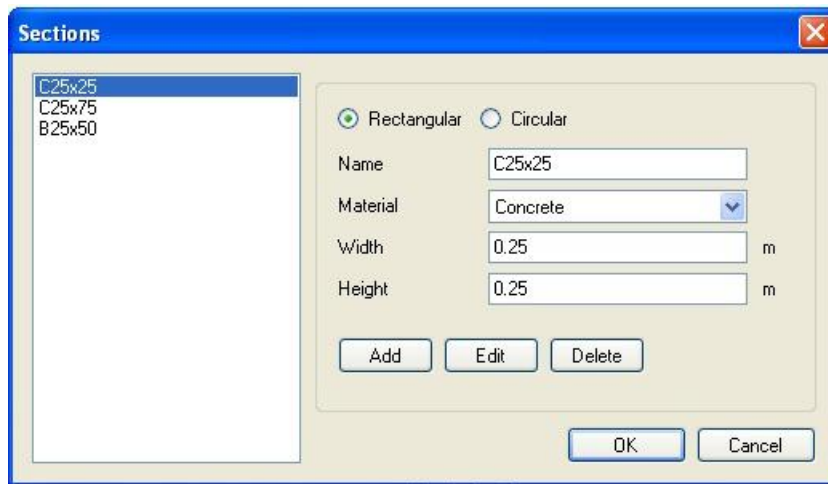 Sections
C25x25
C25x75
B25x50
Rectangular Circular
Name C25x25
Material Concrete
Width 0.25 m
Height 0.25 m
Add Edit Delete
OK Cancel